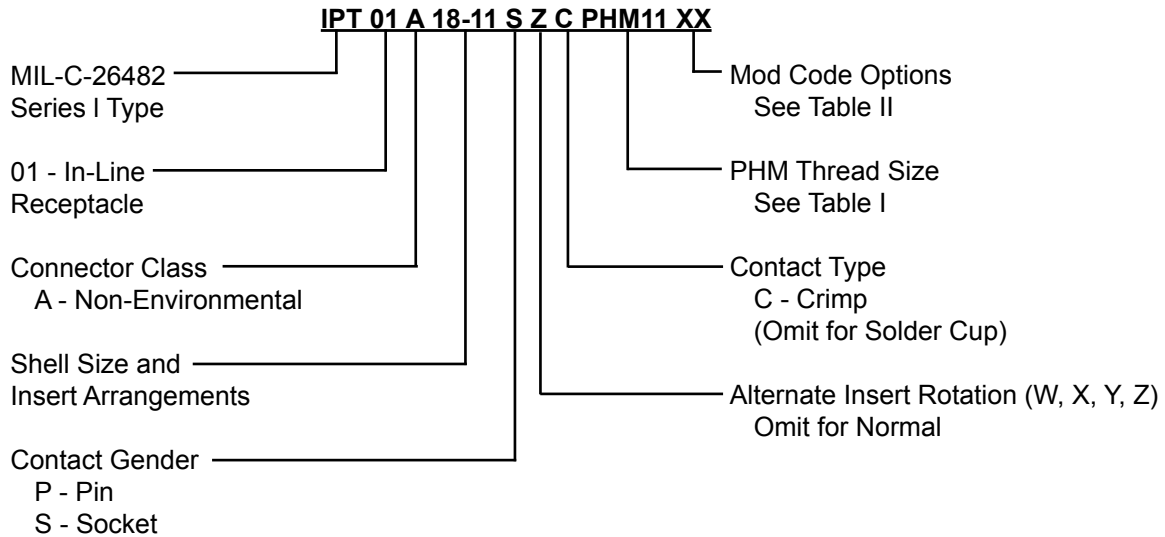 IPT 01 A 18-11 S Z C PHM11 XX
MIL-C-26482
Series I Type
01 - In-Line
Receptacle
Connector Class
A - Non-Environmental
Shell Size and
Insert Arrangements
Contact Gender
P - Pin
S - Socket
Mod Code Options
See Table II
PHM Thread Size
See Table I
Contact Type
C - Crimp
(Omit for Solder Cup)
Alternate Insert Rotation (W, X, Y, Z)
Omit for Normal